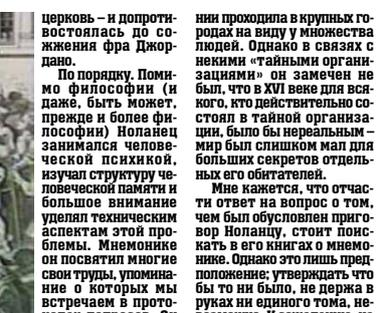 церковь – и допроти-
востоялась до со-
жжения фра Джор-
дано.
По порядку. Поми-
мо философии (и
даже, быть может,
прежде и более фи-
лософии) Ноланец
занимался челове-
ческой психикой,
изучал структуру че-
ловеческой памяти и
большое внимание
уделял техническим
аспектам этой про-
блемы. Мнемонике
он посвятил многие
свои труды, упомина-
ние о которых мы
встречаем в прото-
нии проходила в крупных го-
родах на виду у множества
людей. Однако в связях с
некими «тайными органи-
зациями» он замечен не
был, что в XVI веке для вся-
кого, кто действительно со-
стоял в тайной организа-
ции, было бы нереальным –
мир был слишком мал для
больших секретов отдель-
ных его обитателей.
Мне кажется, что отчас-
ти ответ на вопрос о том,
чем был обусловлен приго-
вор Ноланцу, стоит поис-
кать в его книгах о мнемо-
нике. Однако это лишь пред-
положение; утверждать что
бы то ни было, не держа в
руках ни единого тома, не-